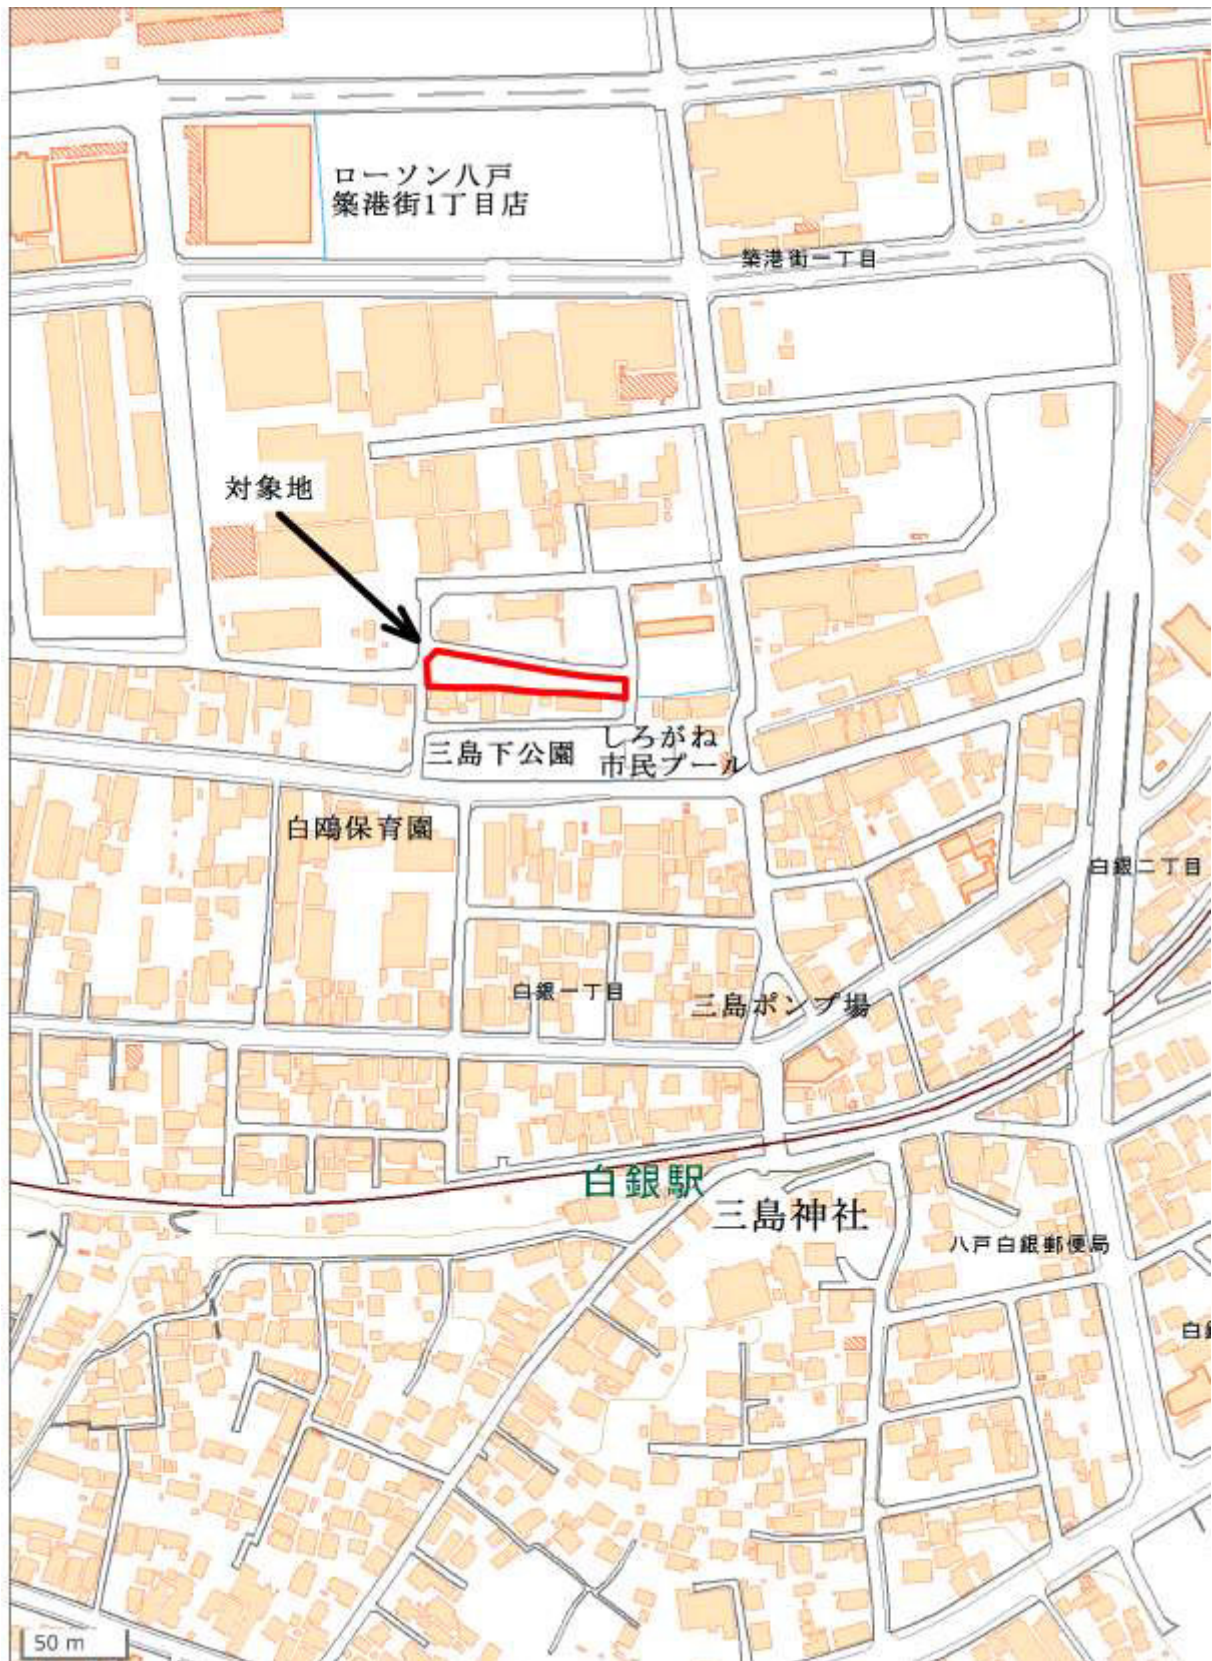 ローソン八戸
築港街1丁目店
築港街一丁目
対象地
三島下公園
しろがね
市民プール
白鴎保育園
白銀二丁目
白銀一丁目
三島ポンプ場
白銀駅
三島神社
八戸白銀郵便局
50 m